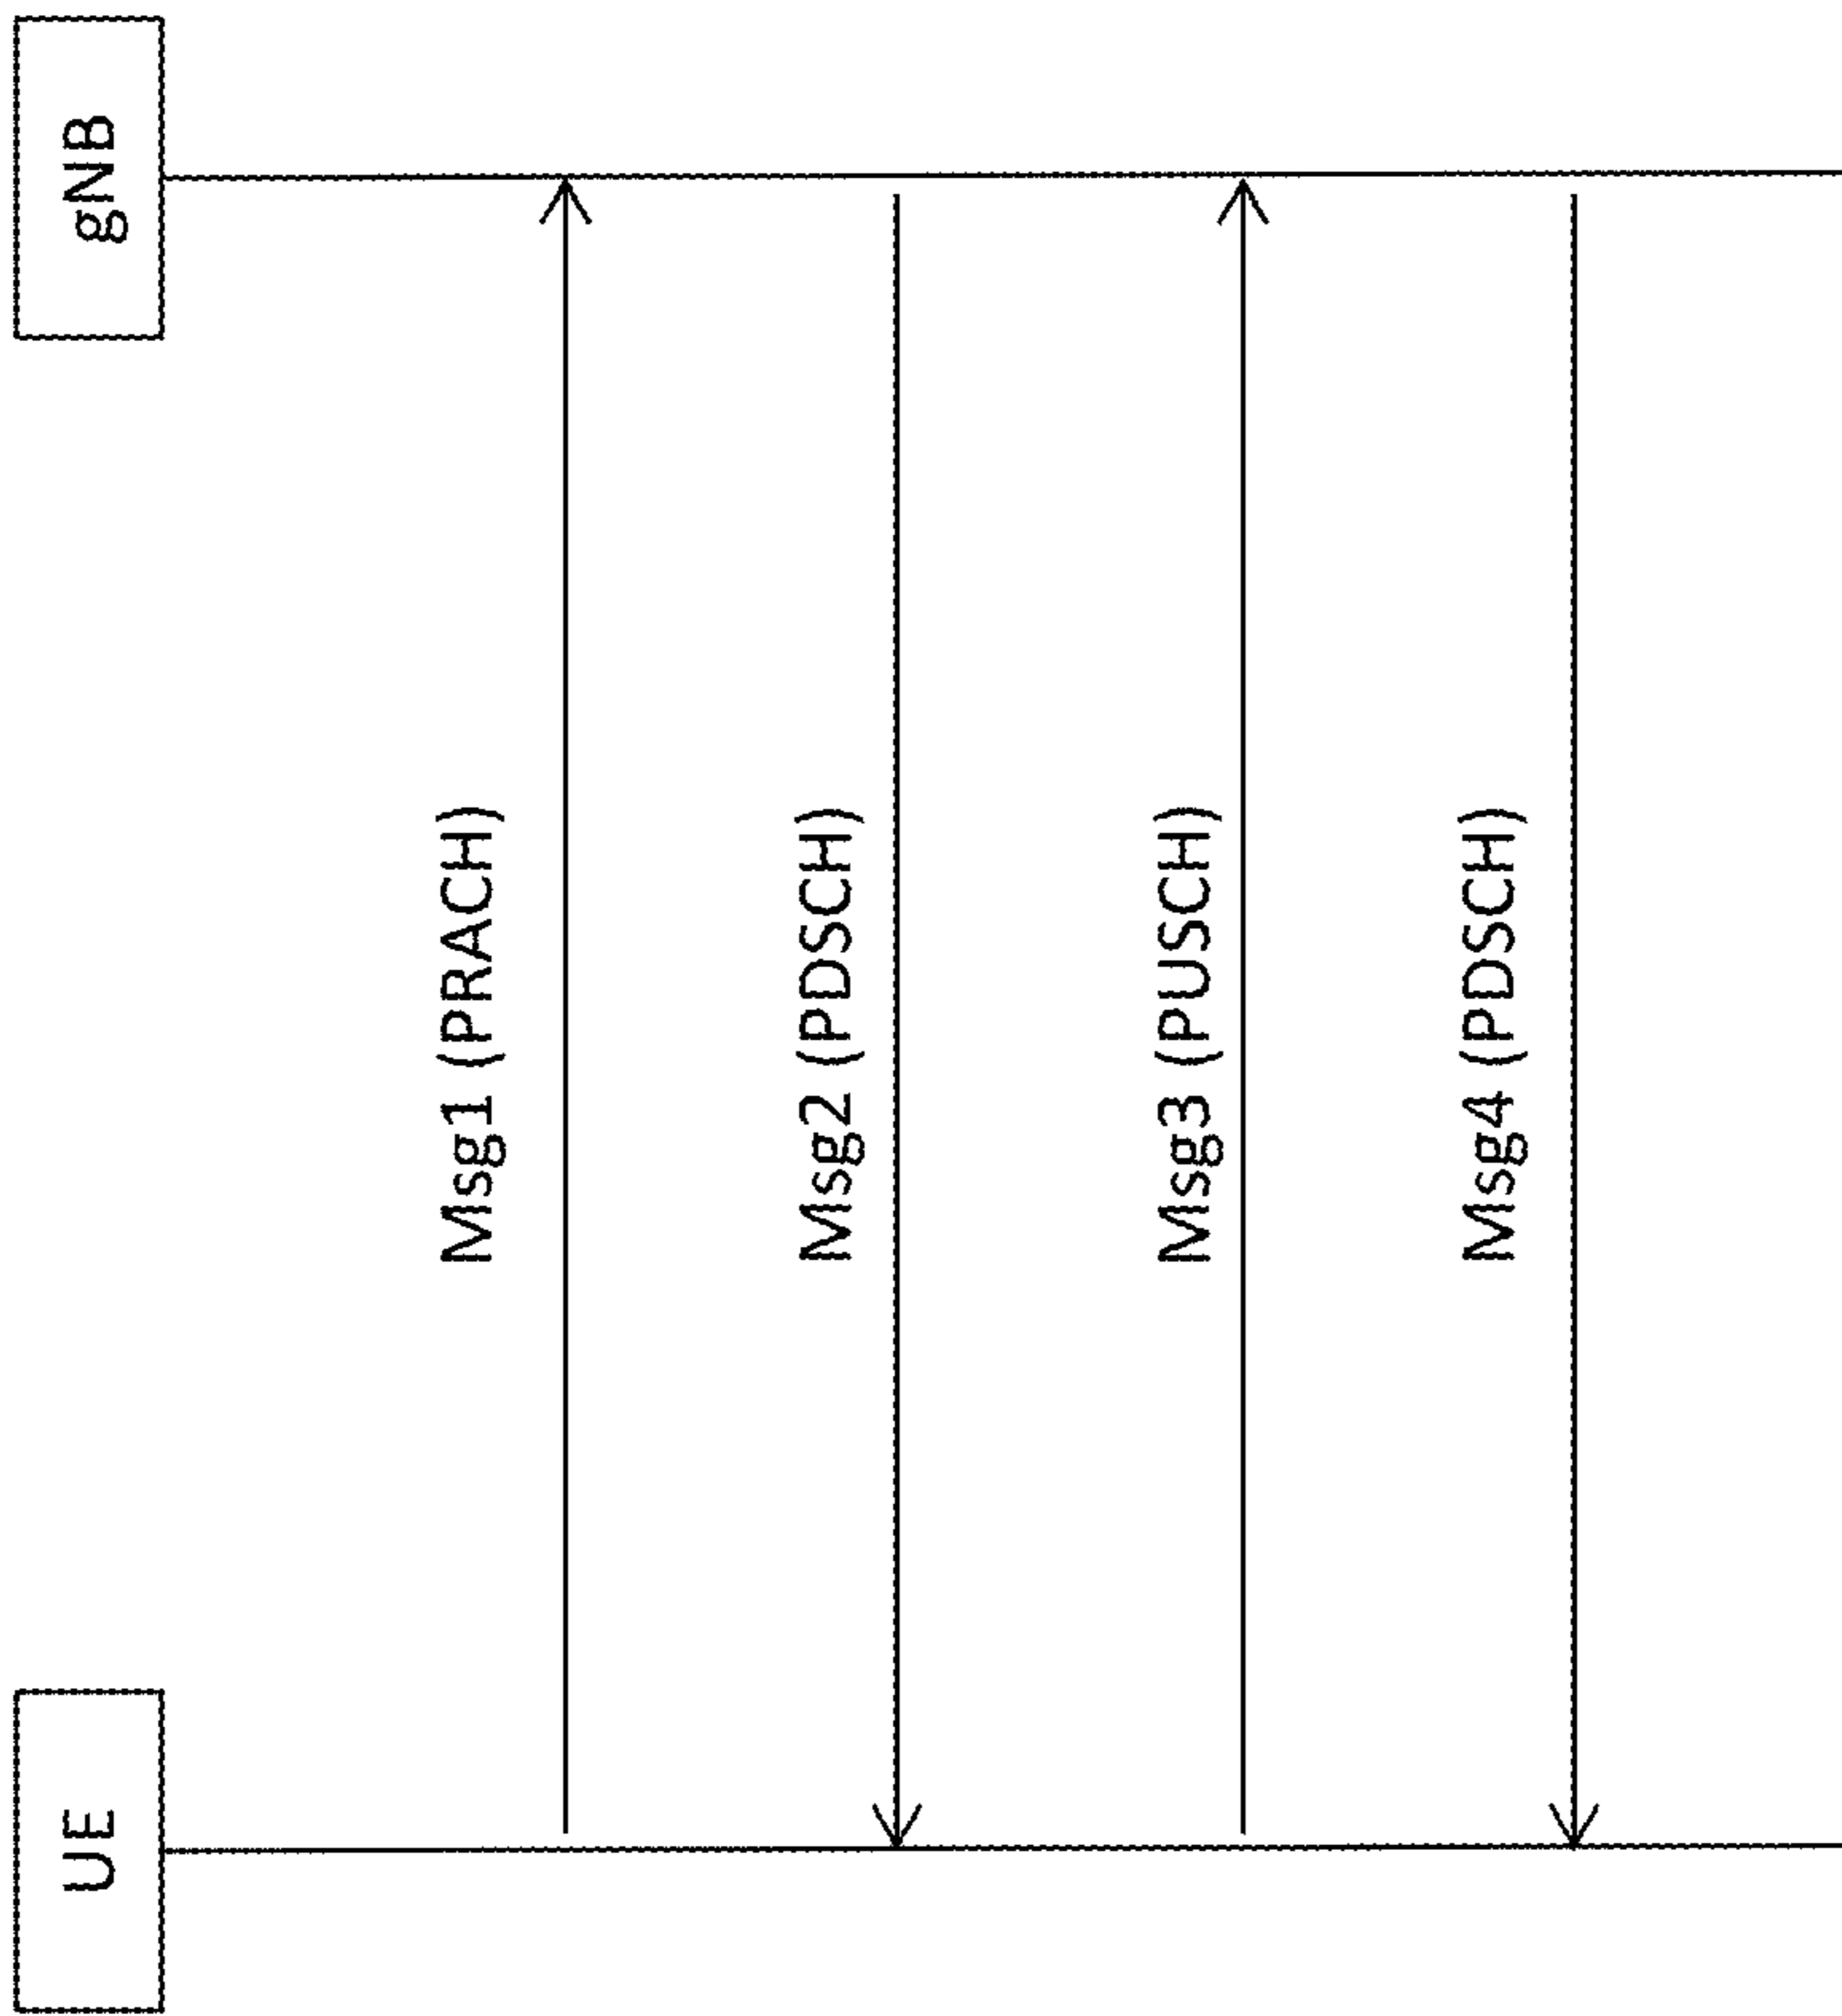 UE
gNB
Msg1 (PRACH)
Msg2 (PDSCH)
Msg3 (PUSCH)
Msg4 (PDSCH)